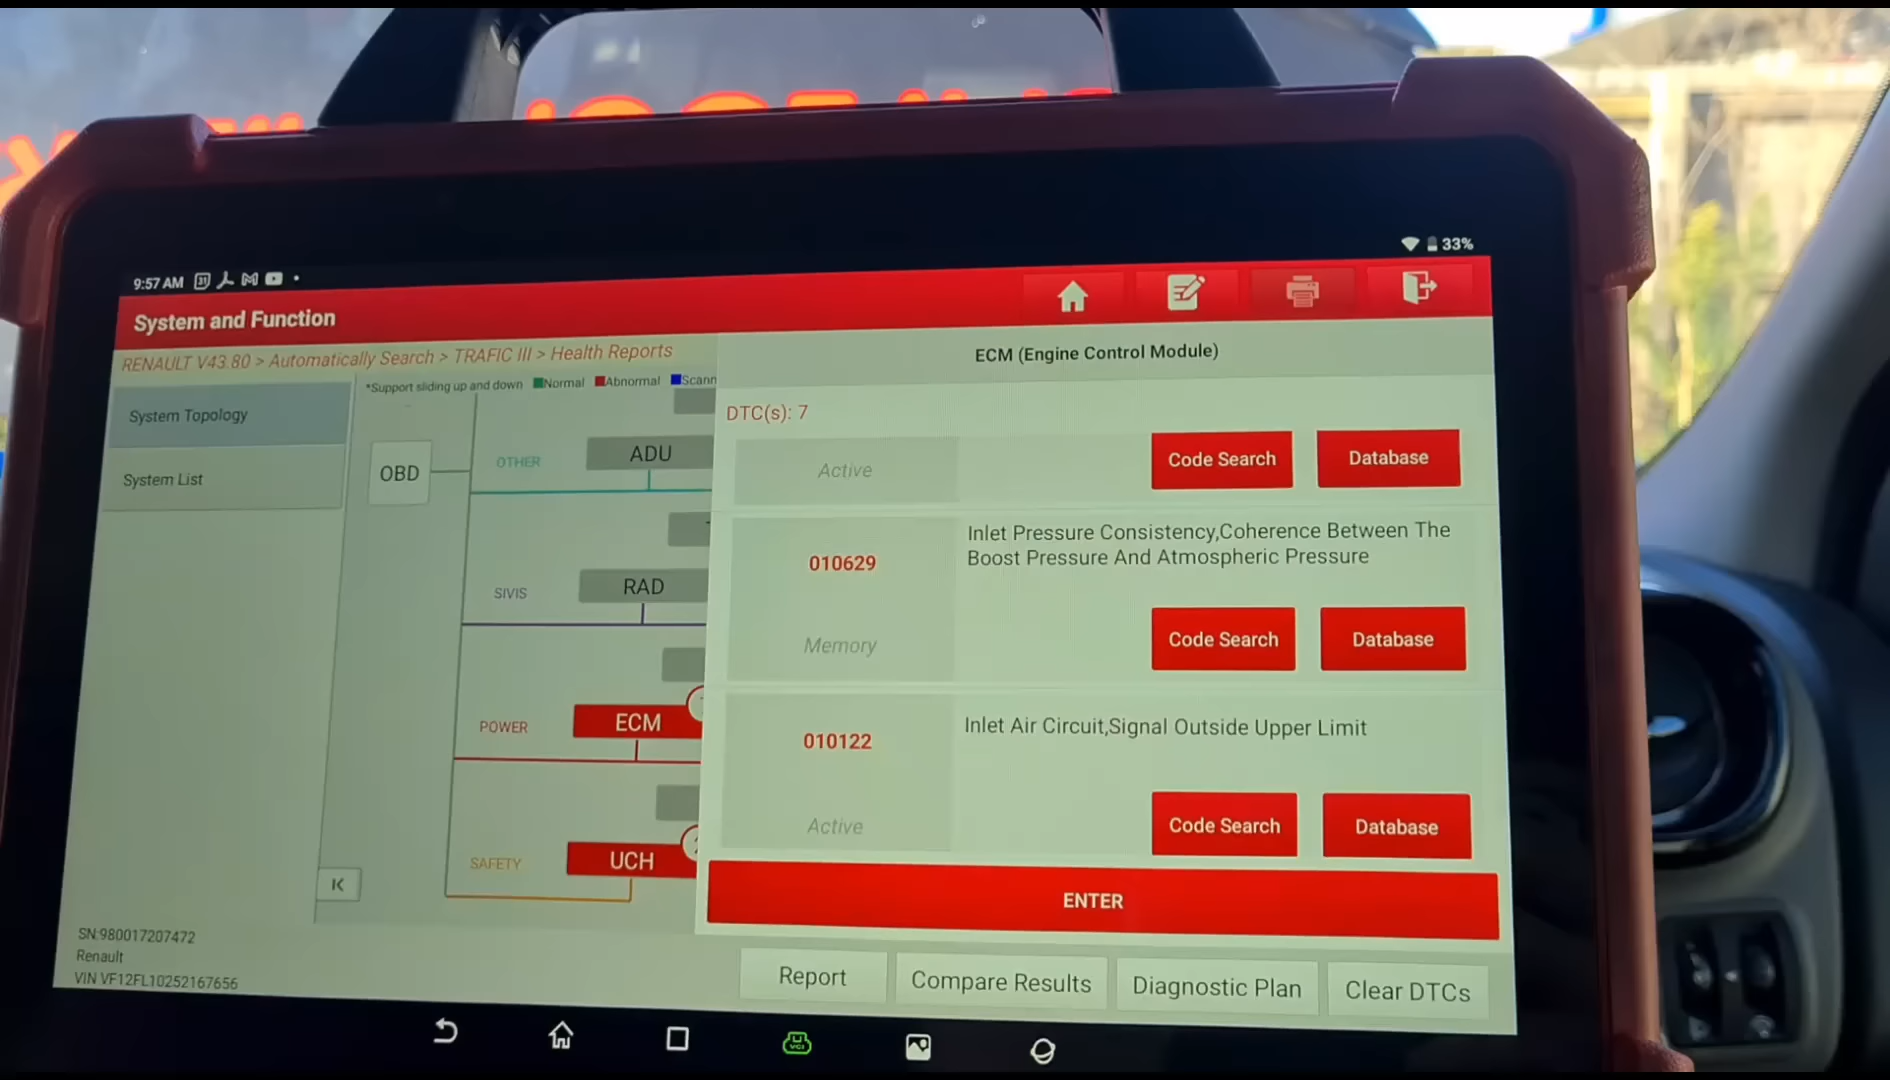 9:57 AM
33%
System and Function
RENAULT V43.80 > Automatically Search > TRAFIC III > Health Reports
System Topology
System List
*Support sliding up and down
Normal
Abnormal
Scann
OBD
OTHER
ADU
SIVIS
RAD
POWER
ECM
SAFETY
UCH
ECM (Engine Control Module)
DTC(s): 7
Active
Code Search
Database
010629
Inlet Pressure Consistency,Coherence Between The
Boost Pressure And Atmospheric Pressure
Memory
Code Search
Database
010122
Inlet Air Circuit,Signal Outside Upper Limit
Active
Code Search
Database
ENTER
SN:980017207472
Renault
VIN VF12FL10252167656
Report
Compare Results
Diagnostic Plan
Clear DTCs
VCI